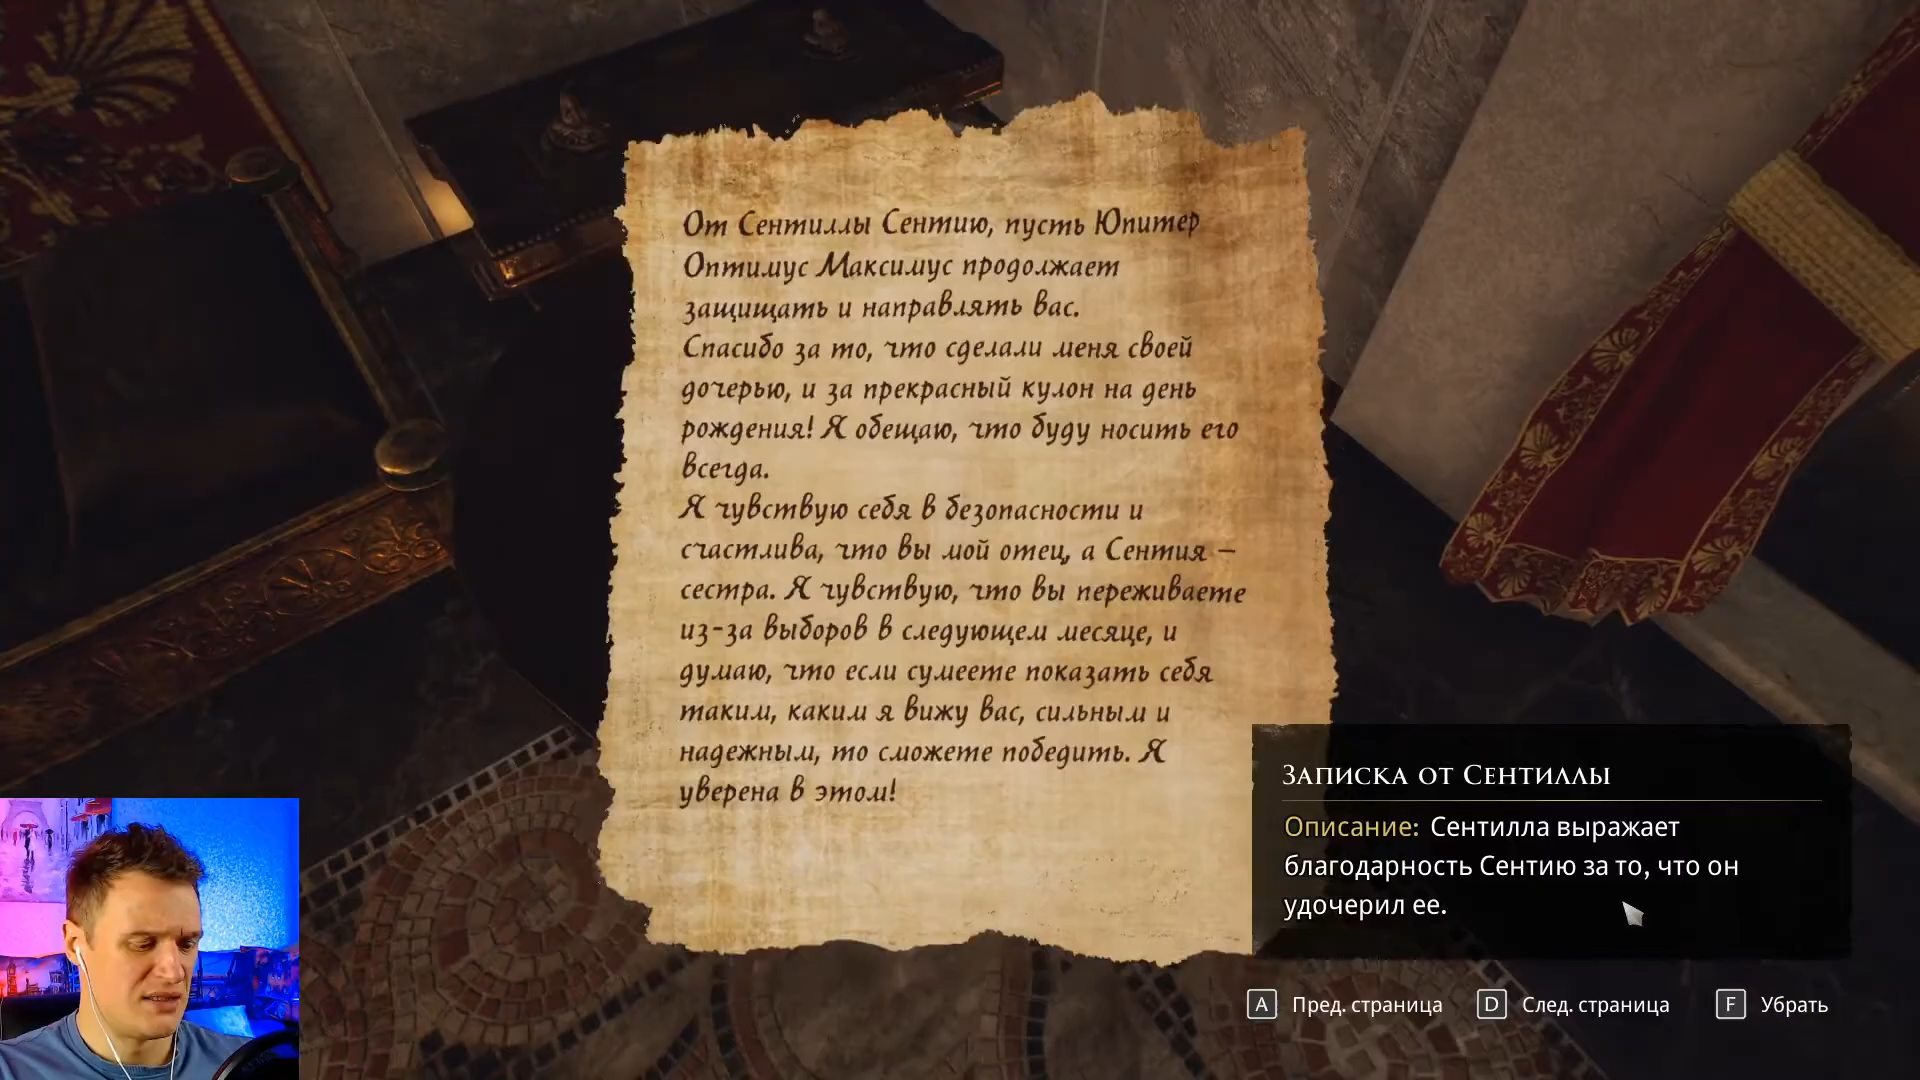 От Сентиллы Сентию, пусть Юпитер
Оптимус Максимус продолжает
защищать и направлять вас.
Спасибо за то, что сделали меня своей
дочерью, и за прекрасный кулон на день
рождения! Я обещаю, что буду носить его
всегда.
Я чувствую себя в безопасности и
счастлива, что вы мой отец, а Сентия –
сестра. Я чувствую, что вы переживаете
из-за выборов в следующем месяце, и
думаю, что если сумеете показать себя
таким, каким я вижу вас, сильным и
надежным, то сможете победить. Я
уверена в этом!
Записка от Сентиллы
Описание: Сентилла выражает
благодарность Сентию за то, что он
удочерил ее.
A Пред. страница D След. страница F Убрать